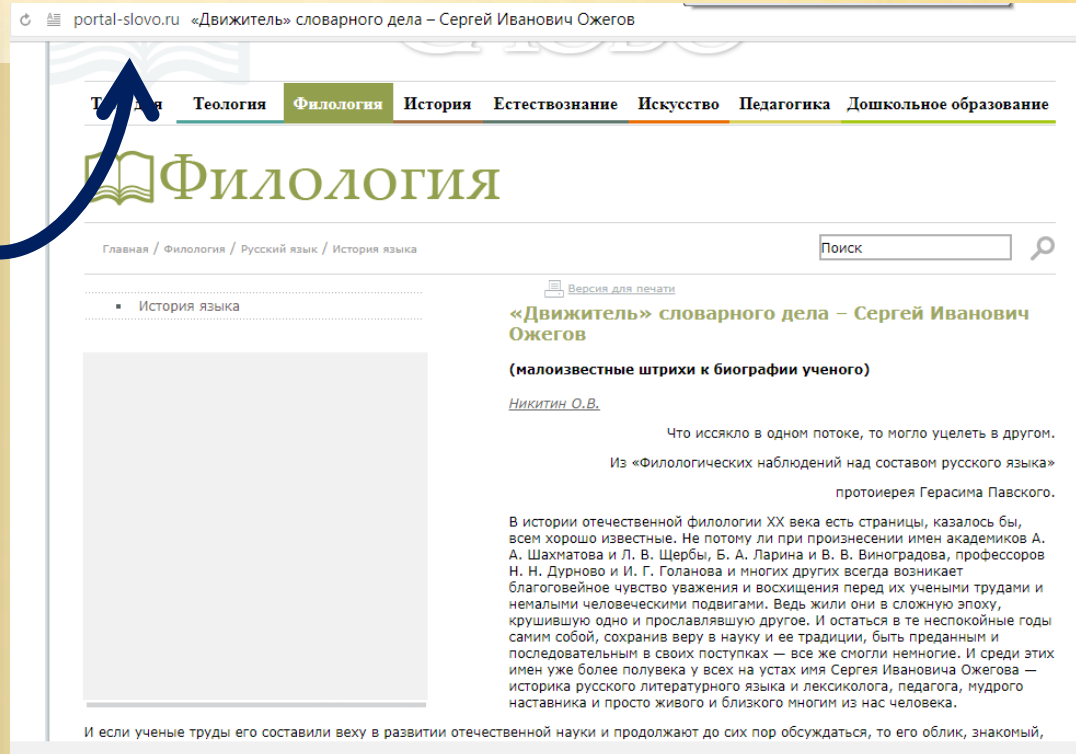 portal-slovo.ru «Движитель» словарного дела – Сергей Иванович Ожегов
Теология Филология История Естествознание Искусство Педагогика Дошкольное образование
Филология
Главная / Филология / Русский язык / История языка
Поиск
История языка
Версия для печати
«Движитель» словарного дела – Сергей Иванович
Ожегов
(малоизвестные штрихи к биографии ученого)
Никитин О.В.
Что иссякло в одном потоке, то могло уцелеть в другом.
Из «Филологических наблюдений над составом русского языка»
протоиерея Герасима Павского.
В истории отечественной филологии XX века есть страницы, казалось бы,
всем хорошо известные. Не потому ли при произнесении имен академиков А.
А. Шахматова и Л. В. Щербы, Б. А. Ларина и В. В. Виноградова, профессоров
Н. Н. Дурново и И. Г. Голанова и многих других всегда возникает
благоговейное чувство уважения и восхищения перед их учеными трудами и
немалыми человеческими подвигами. Ведь жили они в сложную эпоху,
крушившую одно и прославлявшую другое. И остаться в те неспокойные годы
самим собой, сохранив веру в науку и ее традиции, быть преданным и
последовательным в своих поступках — все же смогли немногие. И среди этих
имен уже более полувека у всех на устах имя Сергея Ивановича Ожегова —
историка русского литературного языка и лексиколога, педагога, мудрого
наставника и просто живого и близкого многим из нас человека.
И если ученые труды его составили веху в развитии отечественной науки и продолжают до сих пор обсуждаться, то его облик, знакомый,